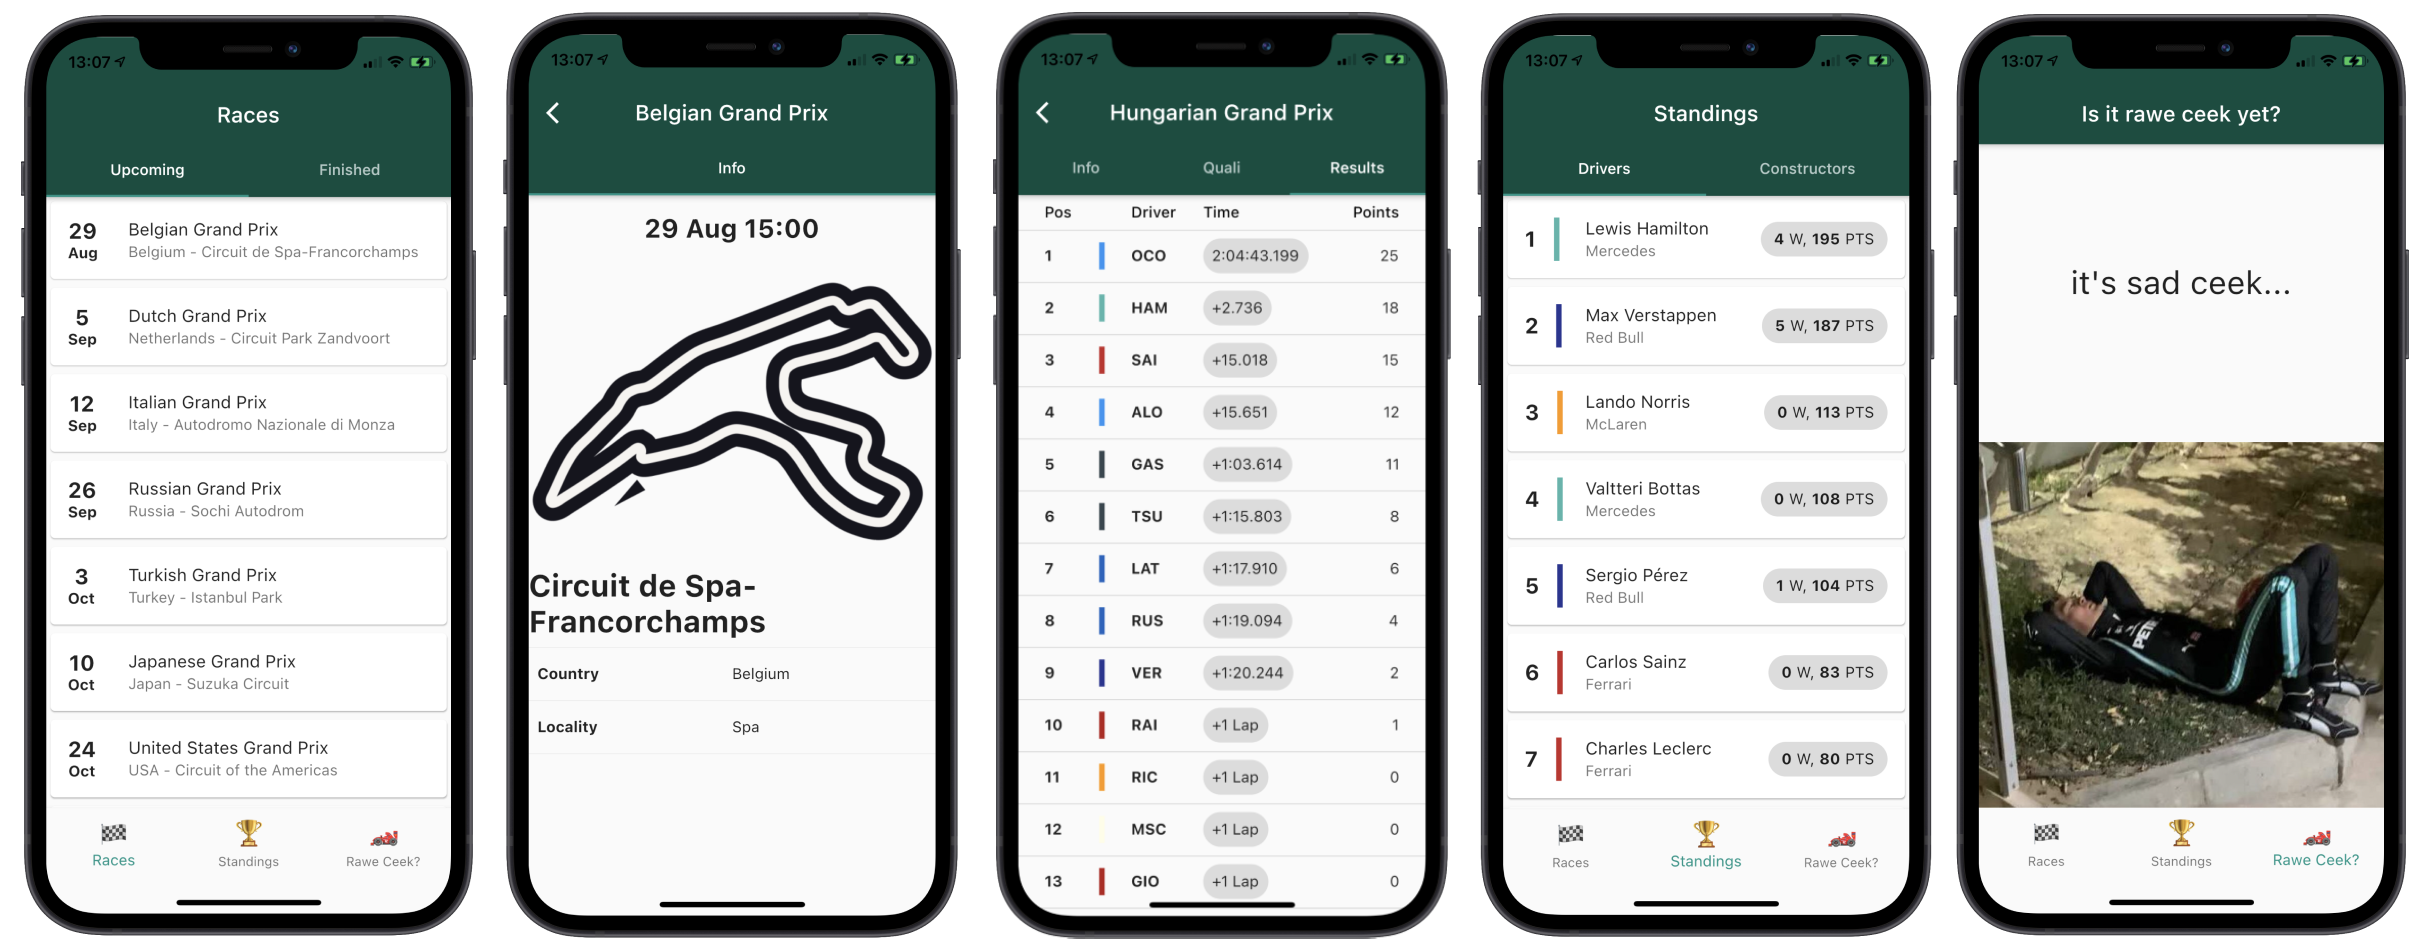 13:07
Races
Upcoming Finished
29 Aug
Belgian Grand Prix
Belgium - Circuit de Spa-Francorchamps
5 Sep
Dutch Grand Prix
Netherlands - Circuit Park Zandvoort
12 Sep
Italian Grand Prix
Italy - Autodromo Nazionale di Monza
26 Sep
Russian Grand Prix
Russia - Sochi Autodrom
3 Oct
Turkish Grand Prix
Turkey - Istanbul Park
10 Oct
Japanese Grand Prix
Japan - Suzuka Circuit
24 Oct
United States Grand Prix
USA - Circuit of the Americas
Races Standings Rawe Ceek?
13:07
Belgian Grand Prix
Info
29 Aug 15:00
Circuit de Spa-
Francorchamps
Country Belgium
Locality Spa
13:07
Hungarian Grand Prix
Info Quali Results
Pos Driver Time Points
1 OCO 2:04:43.199 25
2 HAM +2.736 18
3 SAI +15.018 15
4 ALO +15.651 12
5 GAS +1:03.614 11
6 TSU +1:15.803 8
7 LAT +1:17.910 6
8 RUS +1:19.094 4
9 VER +1:20.244 2
10 RAI +1 Lap 1
11 RIC +1 Lap 0
12 MSC +1 Lap 0
13 GIO +1 Lap 0
13:07
Standings
Drivers Constructors
1 Lewis Hamilton 4 W, 195 PTS
Mercedes
2 Max Verstappen 5 W, 187 PTS
Red Bull
3 Lando Norris 0 W, 113 PTS
McLaren
4 Valtteri Bottas 0 W, 108 PTS
Mercedes
5 Sergio Pérez 1 W, 104 PTS
Red Bull
6 Carlos Sainz 0 W, 83 PTS
Ferrari
7 Charles Leclerc 0 W, 80 PTS
Ferrari
Races Standings Rawe Ceek?
13:07
Is it rawe ceek yet?
it's sad ceek...
Races Standings Rawe Ceek?